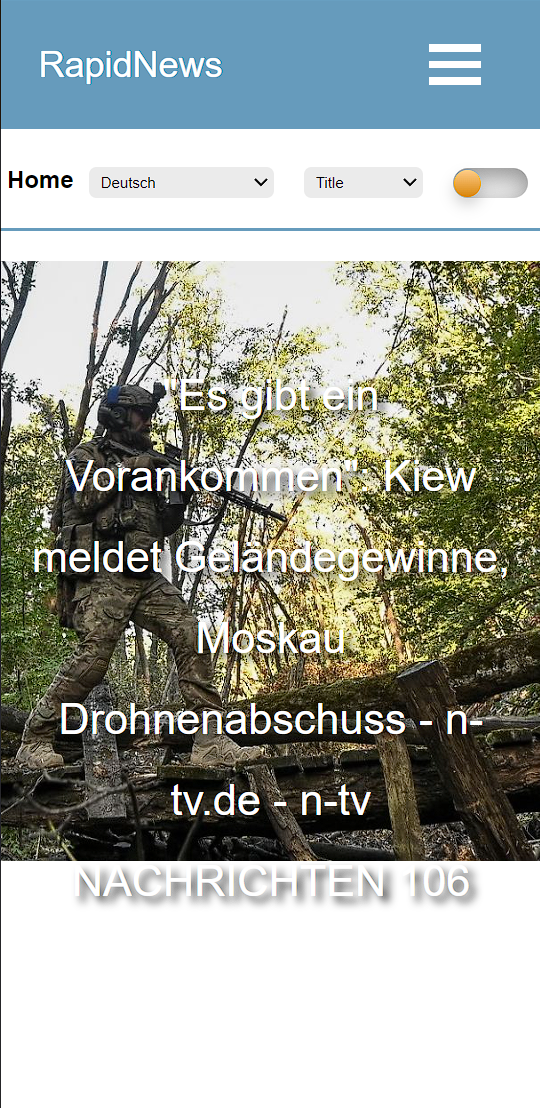 RapidNews
Home Deutsch Title
"Es gibt ein
Vorankommen": Kiew
meldet Geländegewinne,
Moskau
Drohnenabschuss - n-
tv.de - n-tv
NACHRICHTEN 106